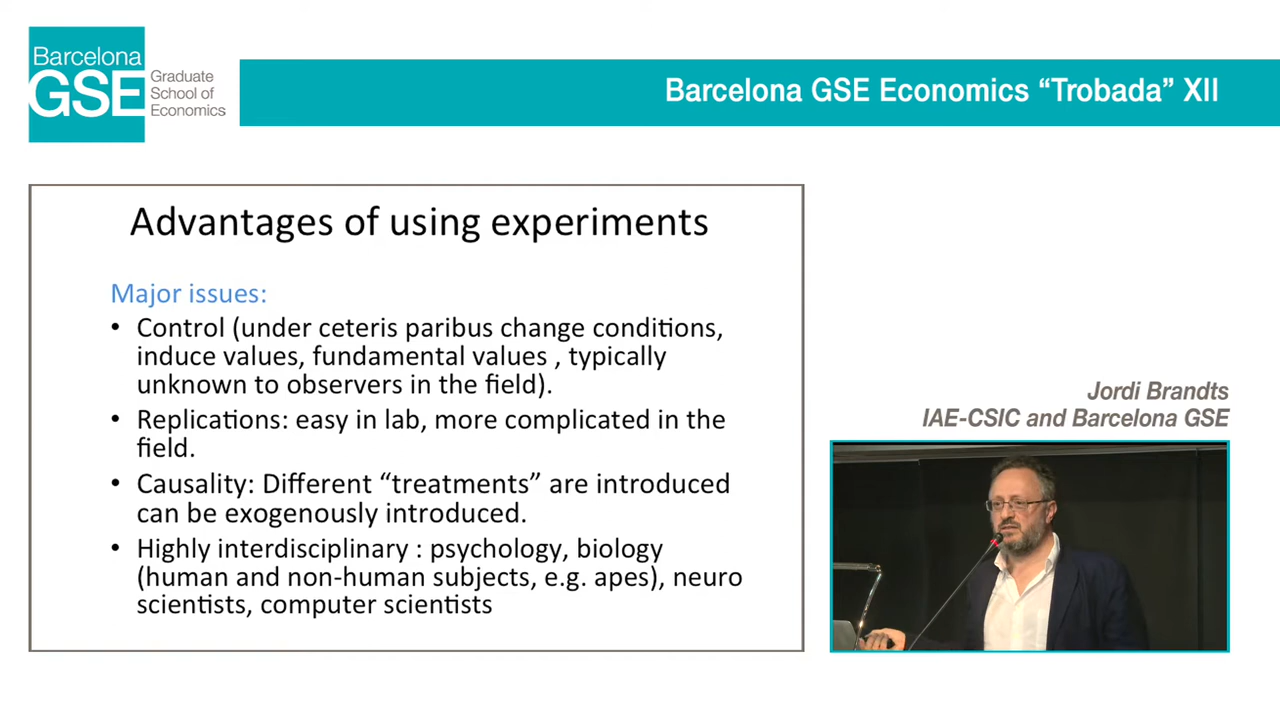 Barcelona
GSE
Graduate
School of
Economics
Barcelona GSE Economics “Trobada” XII
Advantages of using experiments
Major issues:
• Control (under ceteris paribus change conditions,
induce values, fundamental values , typically
unknown to observers in the field).
• Replications: easy in lab, more complicated in the
field.
• Causality: Different “treatments” are introduced
can be exogenously introduced.
• Highly interdisciplinary : psychology, biology
(human and non-human subjects, e.g. apes), neuro
scientists, computer scientists
Jordi Brandts
IAE-CSIC and Barcelona GSE